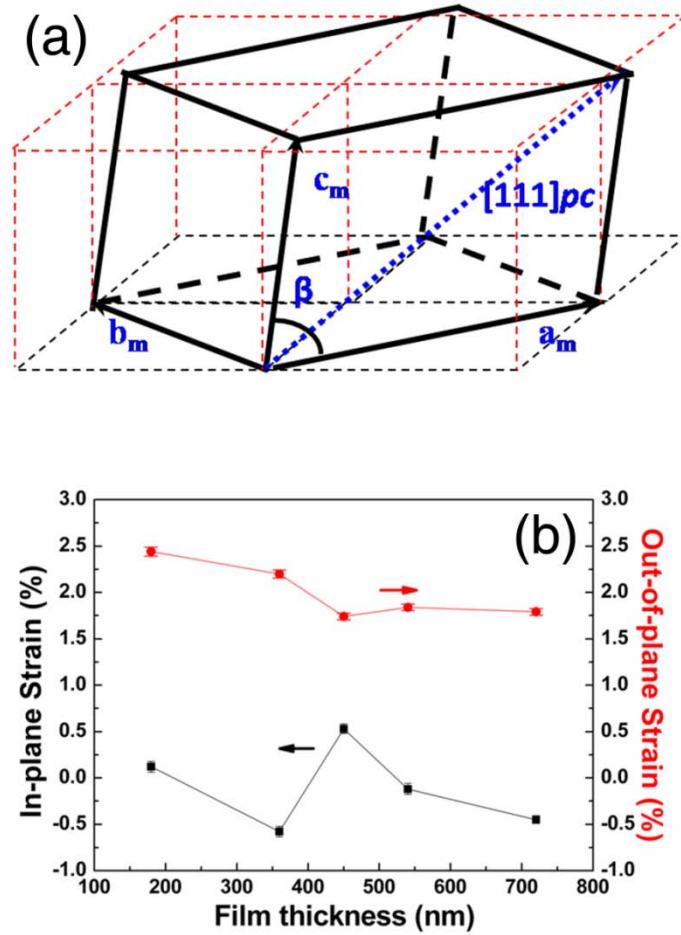 (a)
c_m
[111]pc
β
b_m
a_m
(b)
In-plane Strain (%)
3.0
2.5
2.0
1.5
1.0
0.5
0.0
-0.5
-1.0
3.0
2.5
2.0
1.5
1.0
0.5
0.0
-0.5
-1.0
Out-of-plane Strain (%)
100 200 300 400 500 600 700 800
Film thickness (nm)